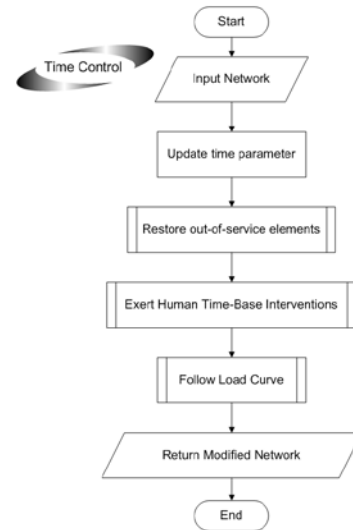 Start
Time Control
Input Network
Update time parameter
Restore out-of-service elements
Exert Human Time-Base Interventions
Follow Load Curve
Return Modified Network
End